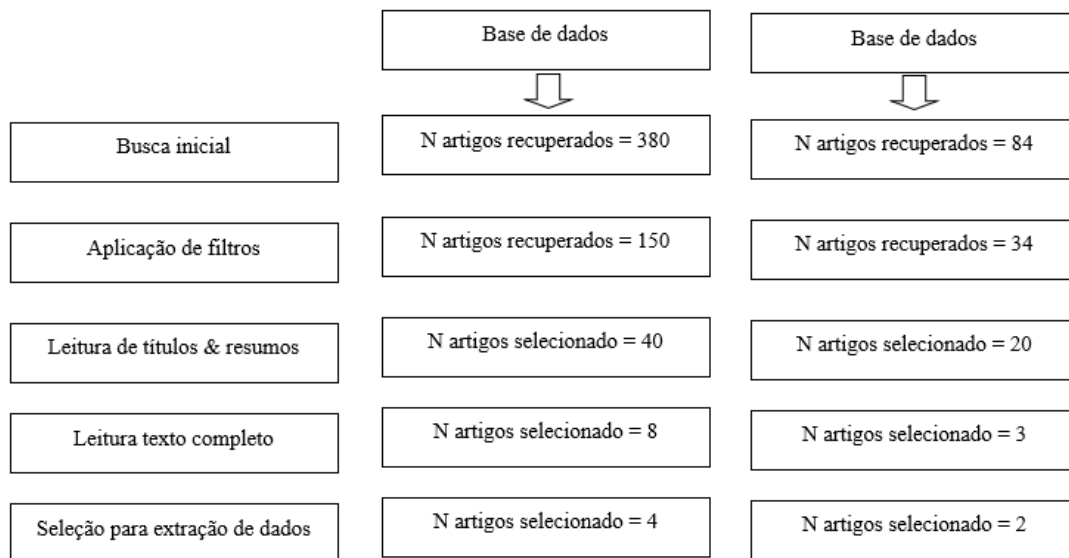 Base de dados
Base de dados
Busca inicial
N artigos recuperados = 380
N artigos recuperados = 84
Aplicação de filtros
N artigos recuperados = 150
N artigos recuperados = 34
Leitura de títulos & resumos
N artigos selecionado = 40
N artigos selecionado = 20
Leitura texto completo
N artigos selecionado = 8
N artigos selecionado = 3
Seleção para extração de dados
N artigos selecionado = 4
N artigos selecionado = 2